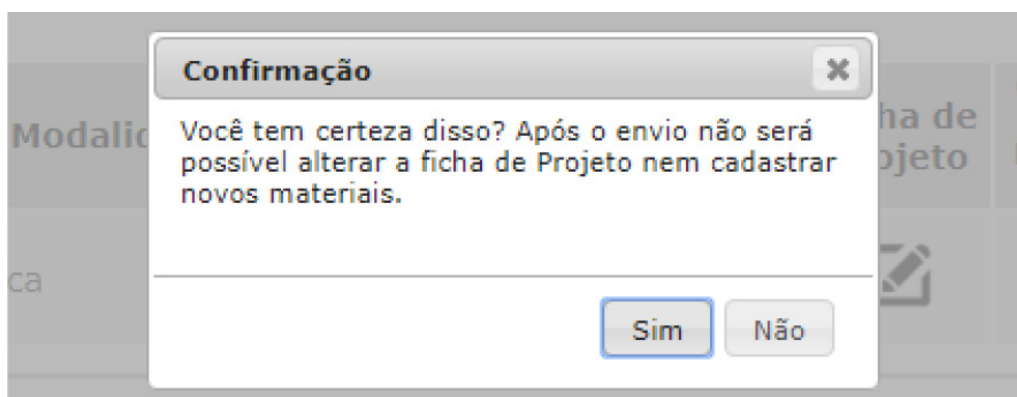 Confirmação
Você tem certeza disso? Após o envio não será
possível alterar a ficha de Projeto nem cadastrar
novos materiais.
Sim Não